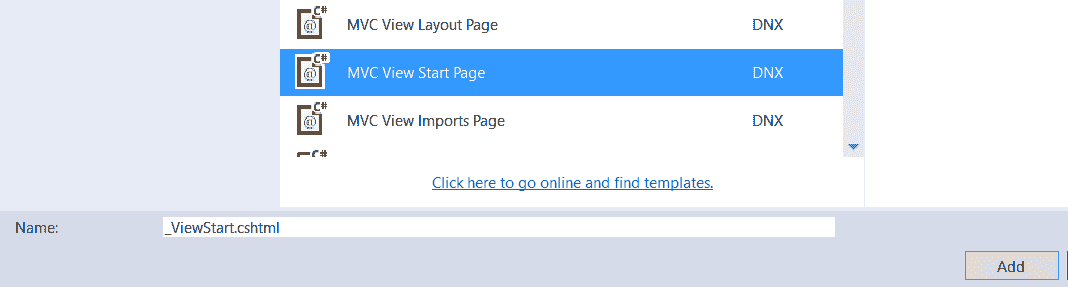 MVC View Layout Page DNX
MVC View Start Page DNX
MVC View Imports Page DNX
Click here to go online and find templates.
Name: _ViewStart.cshtml
Add